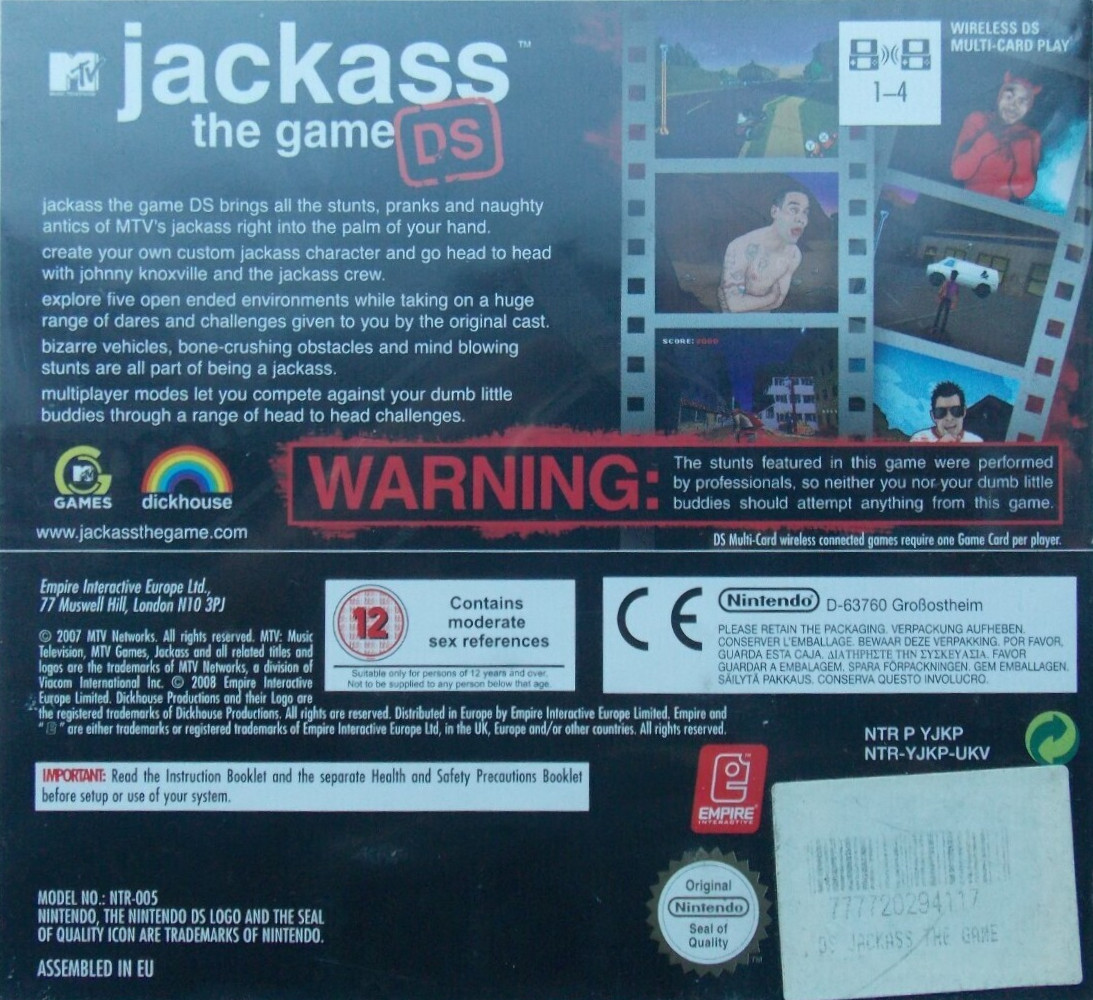 MTV
jackass™
the game DS
WIRELESS DS
MULTI-CARD PLAY
1–4
jackass the game DS brings all the stunts, pranks and naughty
antics of MTV's jackass right into the palm of your hand.
create your own custom jackass character and go head to head
with johnny knoxville and the jackass crew.
explore five open ended environments while taking on a huge
range of dares and challenges given to you by the original cast.
bizarre vehicles, bone-crushing obstacles and mind blowing
stunts are all part of being a jackass.
multiplayer modes let you compete against your dumb little
buddies through a range of head to head challenges.
SCORE:
MTV
GAMES
dickhouse
www.jackassthegame.com
WARNING:
The stunts featured in this game were performed
by professionals, so neither you nor your dumb little
buddies should attempt anything from this game.
DS Multi-Card wireless connected games require one Game Card per player.
Empire Interactive Europe Ltd.,
77 Muswell Hill, London N10 3PJ
© 2007 MTV Networks. All rights reserved. MTV: Music
Television, MTV Games, Jackass and all related titles and
logos are the trademarks of MTV Networks, a division of
Viacom International Inc. © 2008 Empire Interactive
Europe Limited. Dickhouse Productions and their Logo are
the registered trademarks of Dickhouse Productions. All rights are reserved. Distributed in Europe by Empire Interactive Europe Limited. Empire and
" E " are either trademarks or registered trademarks of Empire Interactive Europe Ltd, in the UK, Europe and/or other countries. All rights reserved.
12
Contains
moderate
sex references
Suitable only for persons of 12 years and over.
Not to be supplied to any person below that age.
CE
Nintendo D-63760 Großostheim
PLEASE RETAIN THE PACKAGING. VERPACKUNG AUFHEBEN.
CONSERVER L'EMBALLAGE. BEWAAR DEZE VERPAKKING. POR FAVOR,
GUARDA ESTA CAJA. ΔΙΑΤΗΡΗΣΤΕ ΤΗΝ ΣΥΣΚΕΥΑΣΙΑ. FAVOR
GUARDAR A EMBALAGEM, SPARA FÖRPACKNINGEN. GEM EMBALLAGEN.
SÄILYTÄ PAKKAUS. CONSERVA QUESTO INVOLUCRO.
NTR P YJKP
NTR-YJKP-UKV
IMPORTANT: Read the Instruction Booklet and the separate Health and Safety Precautions Booklet
before setup or use of your system.
EMPIRE
INTERACTIVE
MODEL NO.: NTR-005
NINTENDO, THE NINTENDO DS LOGO AND THE SEAL
OF QUALITY ICON ARE TRADEMARKS OF NINTENDO.
ASSEMBLED IN EU
Original
Nintendo
Seal of
Quality
TM
777720294117
DS JACKASS THE GAME